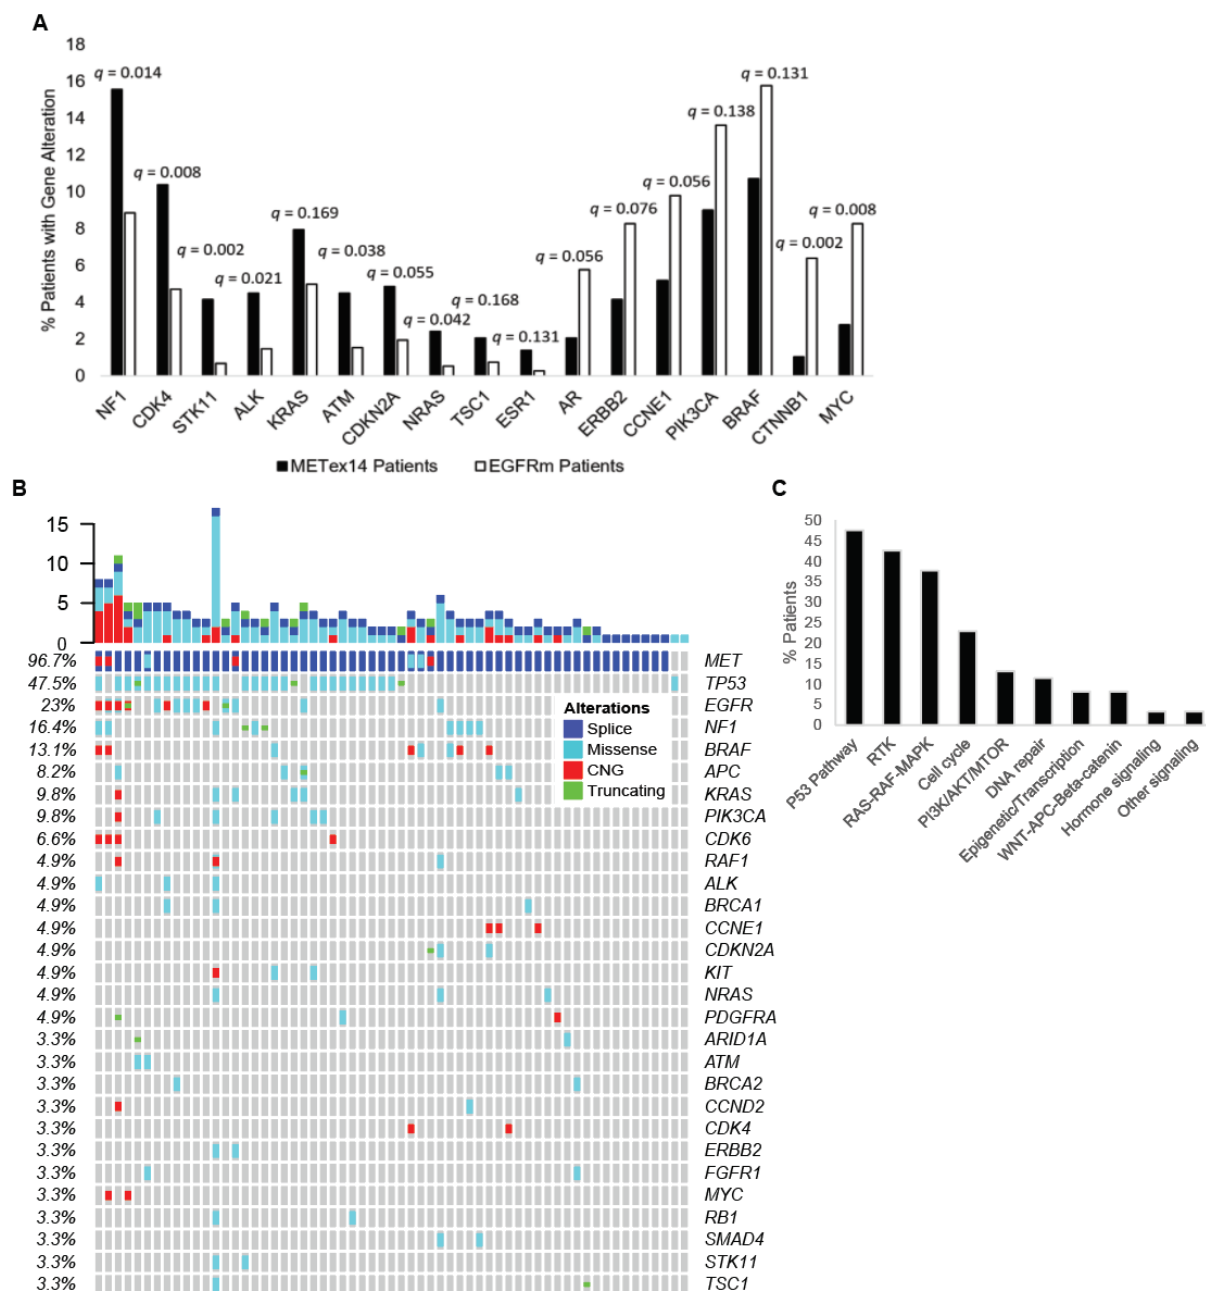 A
18
16
14
12
10
8
6
4
2
0
% Patients with Gene Alteration
q = 0.014
q = 0.008
q = 0.002
q = 0.021
q = 0.169
q = 0.038
q = 0.055
q = 0.042
q = 0.168
q = 0.131
q = 0.056
q = 0.076
q = 0.056
q = 0.138
q = 0.131
q = 0.002
q = 0.008
NF1
CDK4
STK11
ALK
KRAS
ATM
CDKN2A
NRAS
TSC1
ESR1
AR
ERBB2
CCNE1
PIK3CA
BRAF
CTNNB1
MYC
METex14 Patients
EGFRm Patients
B
15
10
5
0
96.7% MET
47.5% TP53
23% EGFR
16.4% NF1
13.1% BRAF
8.2% APC
9.8% KRAS
9.8% PIK3CA
6.6% CDK6
4.9% RAF1
4.9% ALK
4.9% BRCA1
4.9% CCNE1
4.9% CDKN2A
4.9% KIT
4.9% NRAS
4.9% PDGFRA
3.3% ARID1A
3.3% ATM
3.3% BRCA2
3.3% CCND2
3.3% CDK4
3.3% ERBB2
3.3% FGFR1
3.3% MYC
3.3% RB1
3.3% SMAD4
3.3% STK11
3.3% TSC1
Alterations
Splice
Missense
CNG
Truncating
C
50
45
40
35
30
25
20
15
10
5
0
% Patients
P53 Pathway
RTK
RAS-RAF-MAPK
Cell cycle
PI3K/AKT/MTOR
DNA repair
Epigenetic/Transcription
WNT-APC-Beta-catenin
Hormone signaling
Other signaling